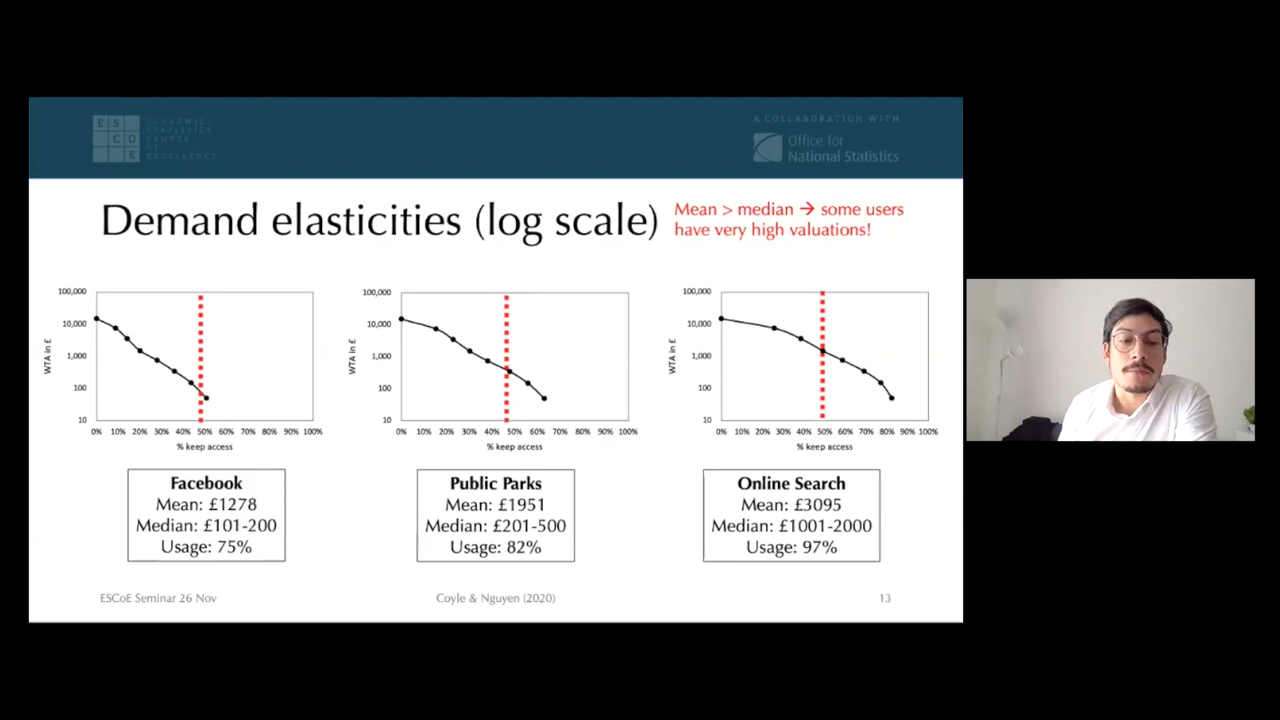 E S
C O
E
ECONOMIC
STATISTICS
CENTRE
OF
EXCELLENCE
A COLLABORATION WITH
Office for
National Statistics
Demand elasticities (log scale)
Mean > median → some users
have very high valuations!
100,000
10,000
1,000
100
10
WTA in £
0% 10% 20% 30% 40% 50% 60% 70% 80% 90% 100%
% keep access
100,000
10,000
1,000
100
10
WTA in £
0% 10% 20% 30% 40% 50% 60% 70% 80% 90% 100%
% keep access
100,000
10,000
1,000
100
10
WTA in £
0% 10% 20% 30% 40% 50% 60% 70% 80% 90% 100%
% keep access
Facebook
Mean: £1278
Median: £101-200
Usage: 75%
Public Parks
Mean: £1951
Median: £201-500
Usage: 82%
Online Search
Mean: £3095
Median: £1001-2000
Usage: 97%
ESCoE Seminar 26 Nov
Coyle & Nguyen (2020)
13